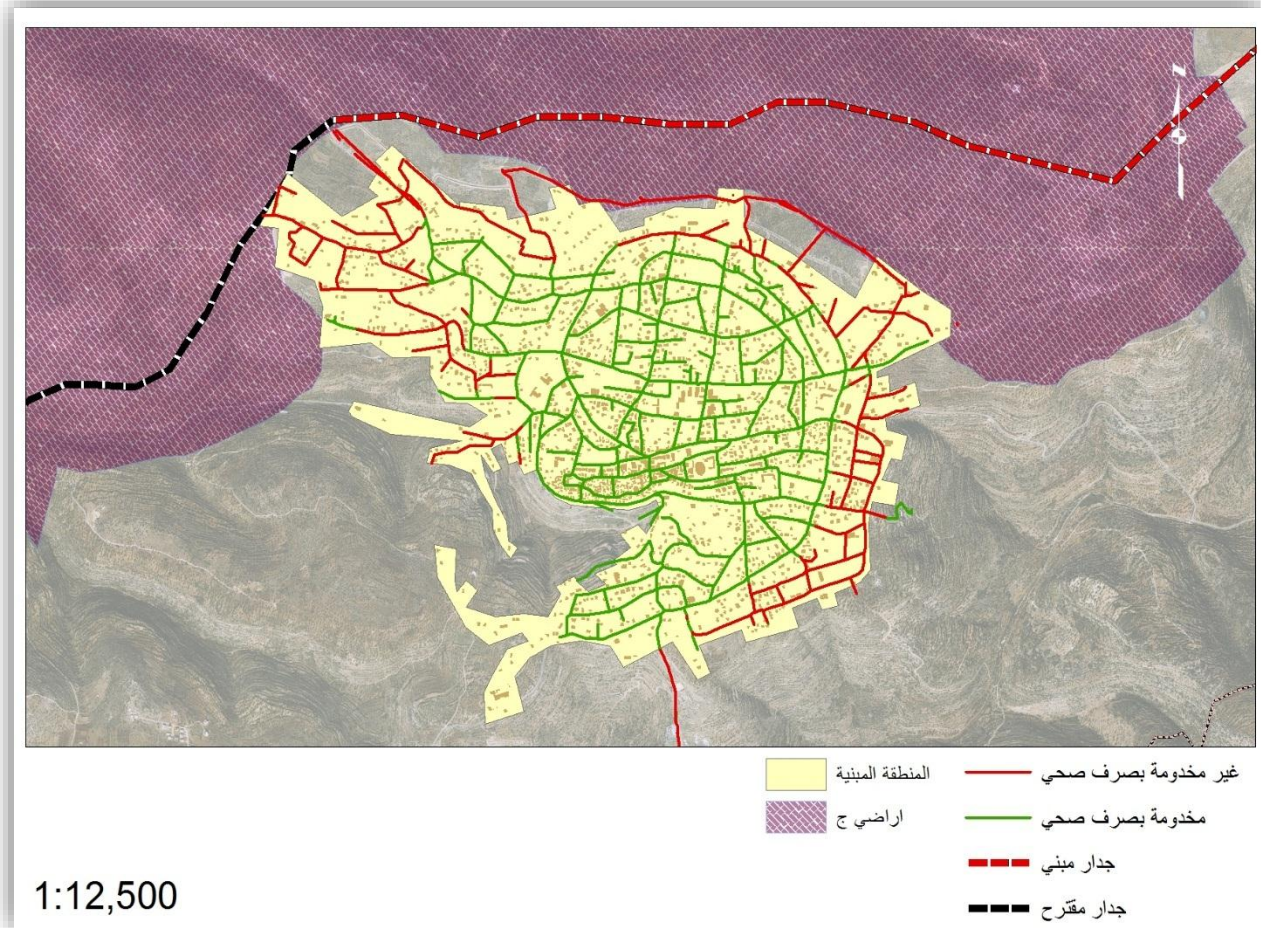 غير مخدومة بصرف صحي
مخدومة بصرف صحي
جدار مبني
جدار مقترح
المنطقة المبنية
اراضي ج
1:12,500
Z